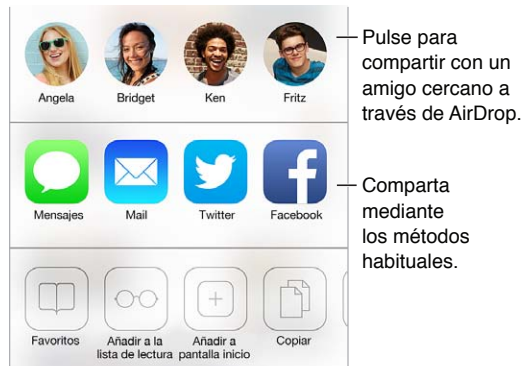 Angela Bridget Ken Fritz
Pulse para
compartir con un
amigo cercano a
través de AirDrop.
Mensajes Mail Twitter Facebook
Comparta
mediante
los métodos
habituales.
Favoritos Añadir a la Añadir a Copiar
lista de lectura pantalla inicio